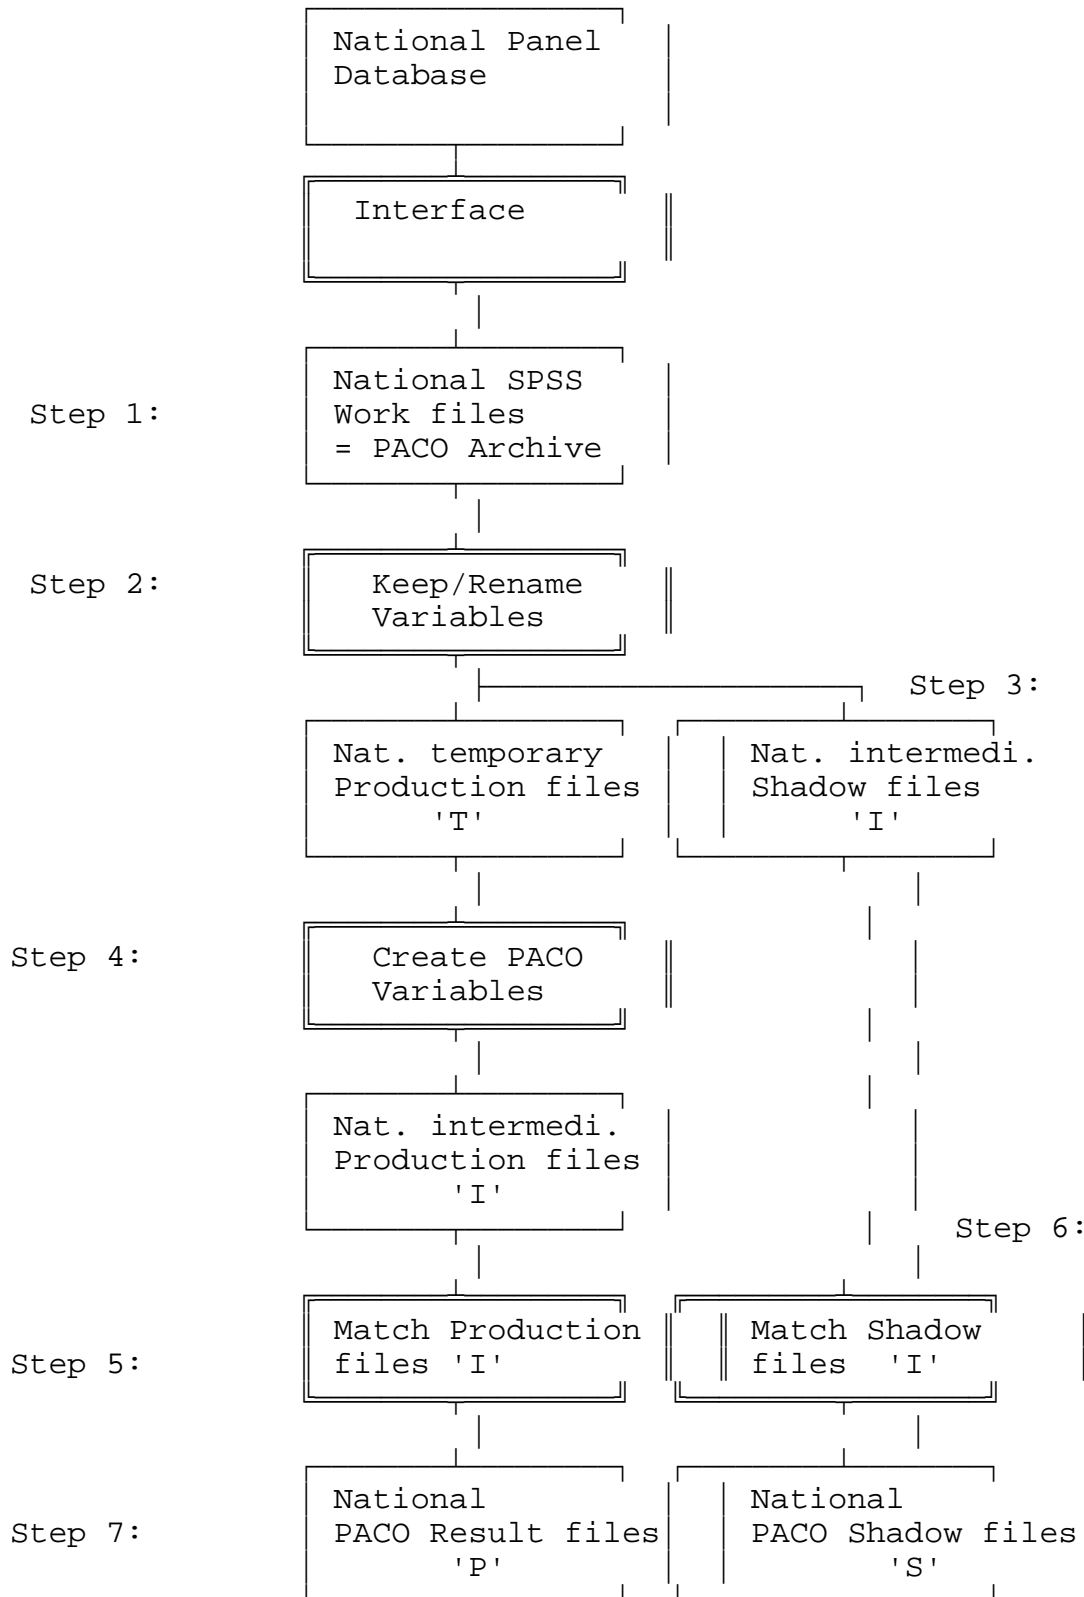 National Panel
Database
Interface
National SPSS
Step 1: Work files
= PACO Archive
Step 2: Keep/Rename
Variables
Step 3:
Nat. temporary Nat. intermedi.
Production files Shadow files
'T' 'I'
Step 4: Create PACO
Variables
Nat. intermedi.
Production files
'I'
Step 6:
Match Production Match Shadow
Step 5: files 'I' files 'I'
National National
Step 7: PACO Result files PACO Shadow files
'P' 'S'